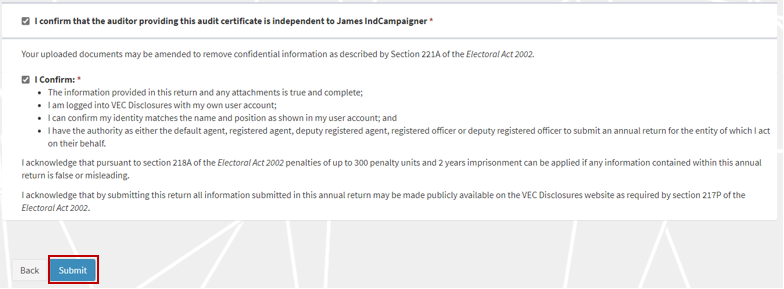 I confirm that the auditor providing this audit certificate is independent to James IndCampaigner *
Your uploaded documents may be amended to remove confidential information as described by Section 221A of the Electoral Act 2002.
I Confirm: *
• The information provided in this return and any attachments is true and complete;
• I am logged into VEC Disclosures with my own user account;
• I can confirm my identity matches the name and position as shown in my user account; and
• I have the authority as either the default agent, registered agent, deputy registered agent, registered officer or deputy registered officer to submit an annual return for the entity of which I act
on their behalf.
I acknowledge that pursuant to section 218A of the Electoral Act 2002 penalties of up to 300 penalty units and 2 years imprisonment can be applied if any information contained within this annual
return is false or misleading.
I acknowledge that by submitting this return all information submitted in this annual return may be made publicly available on the VEC Disclosures website as required by section 217P of the
Electoral Act 2002.
Back
Submit